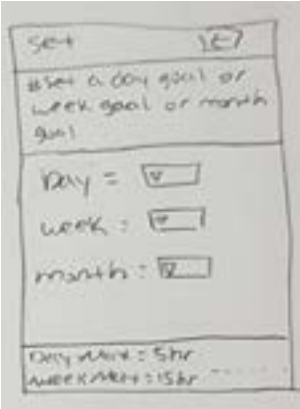 Set
#Set a day goal or
week goal or month
goal
Day =
week :
month :
Day Max : 5hr
week Max : 15hr